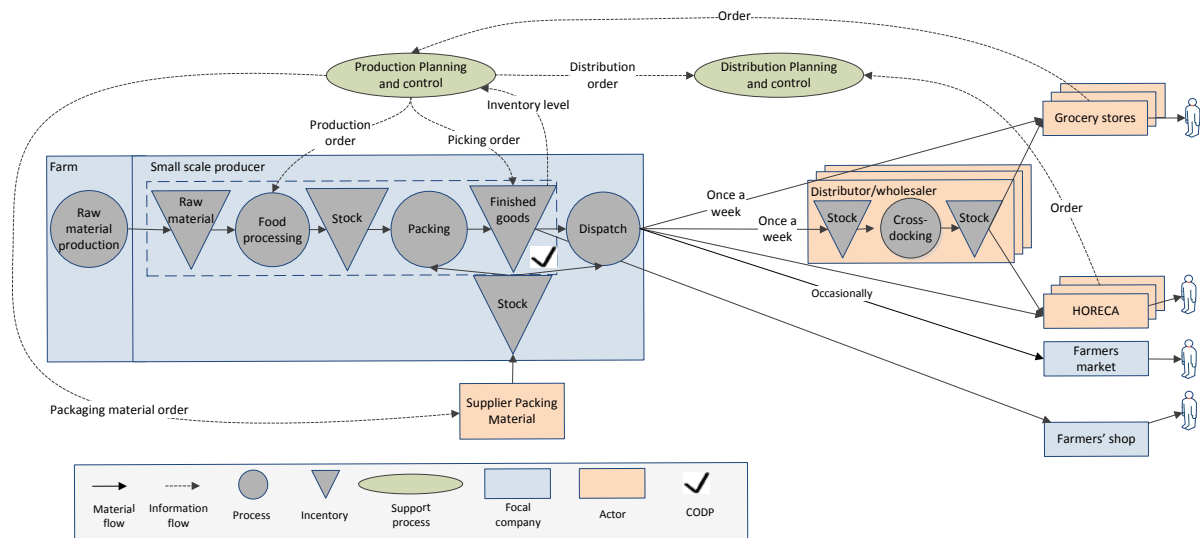 Order
Production Planning
and control
Distribution
order
Distribution Planning
and control
Inventory level
Production
order
Picking order
Grocery stores
Farm
Small scale producer
Raw
material
production
Raw
material
Food
processing
Stock
Packing
Finished
goods
Dispatch
Stock
Once a
week
Once a
week
Distributor/wholesaler
Stock
Cross-
docking
Stock
Order
Occasionally
HORECA
Farmers
market
Farmers' shop
Packaging material order
Supplier Packing
Material
Material
flow
Information
flow
Process
Incentory
Support
process
Focal
company
Actor
CODP